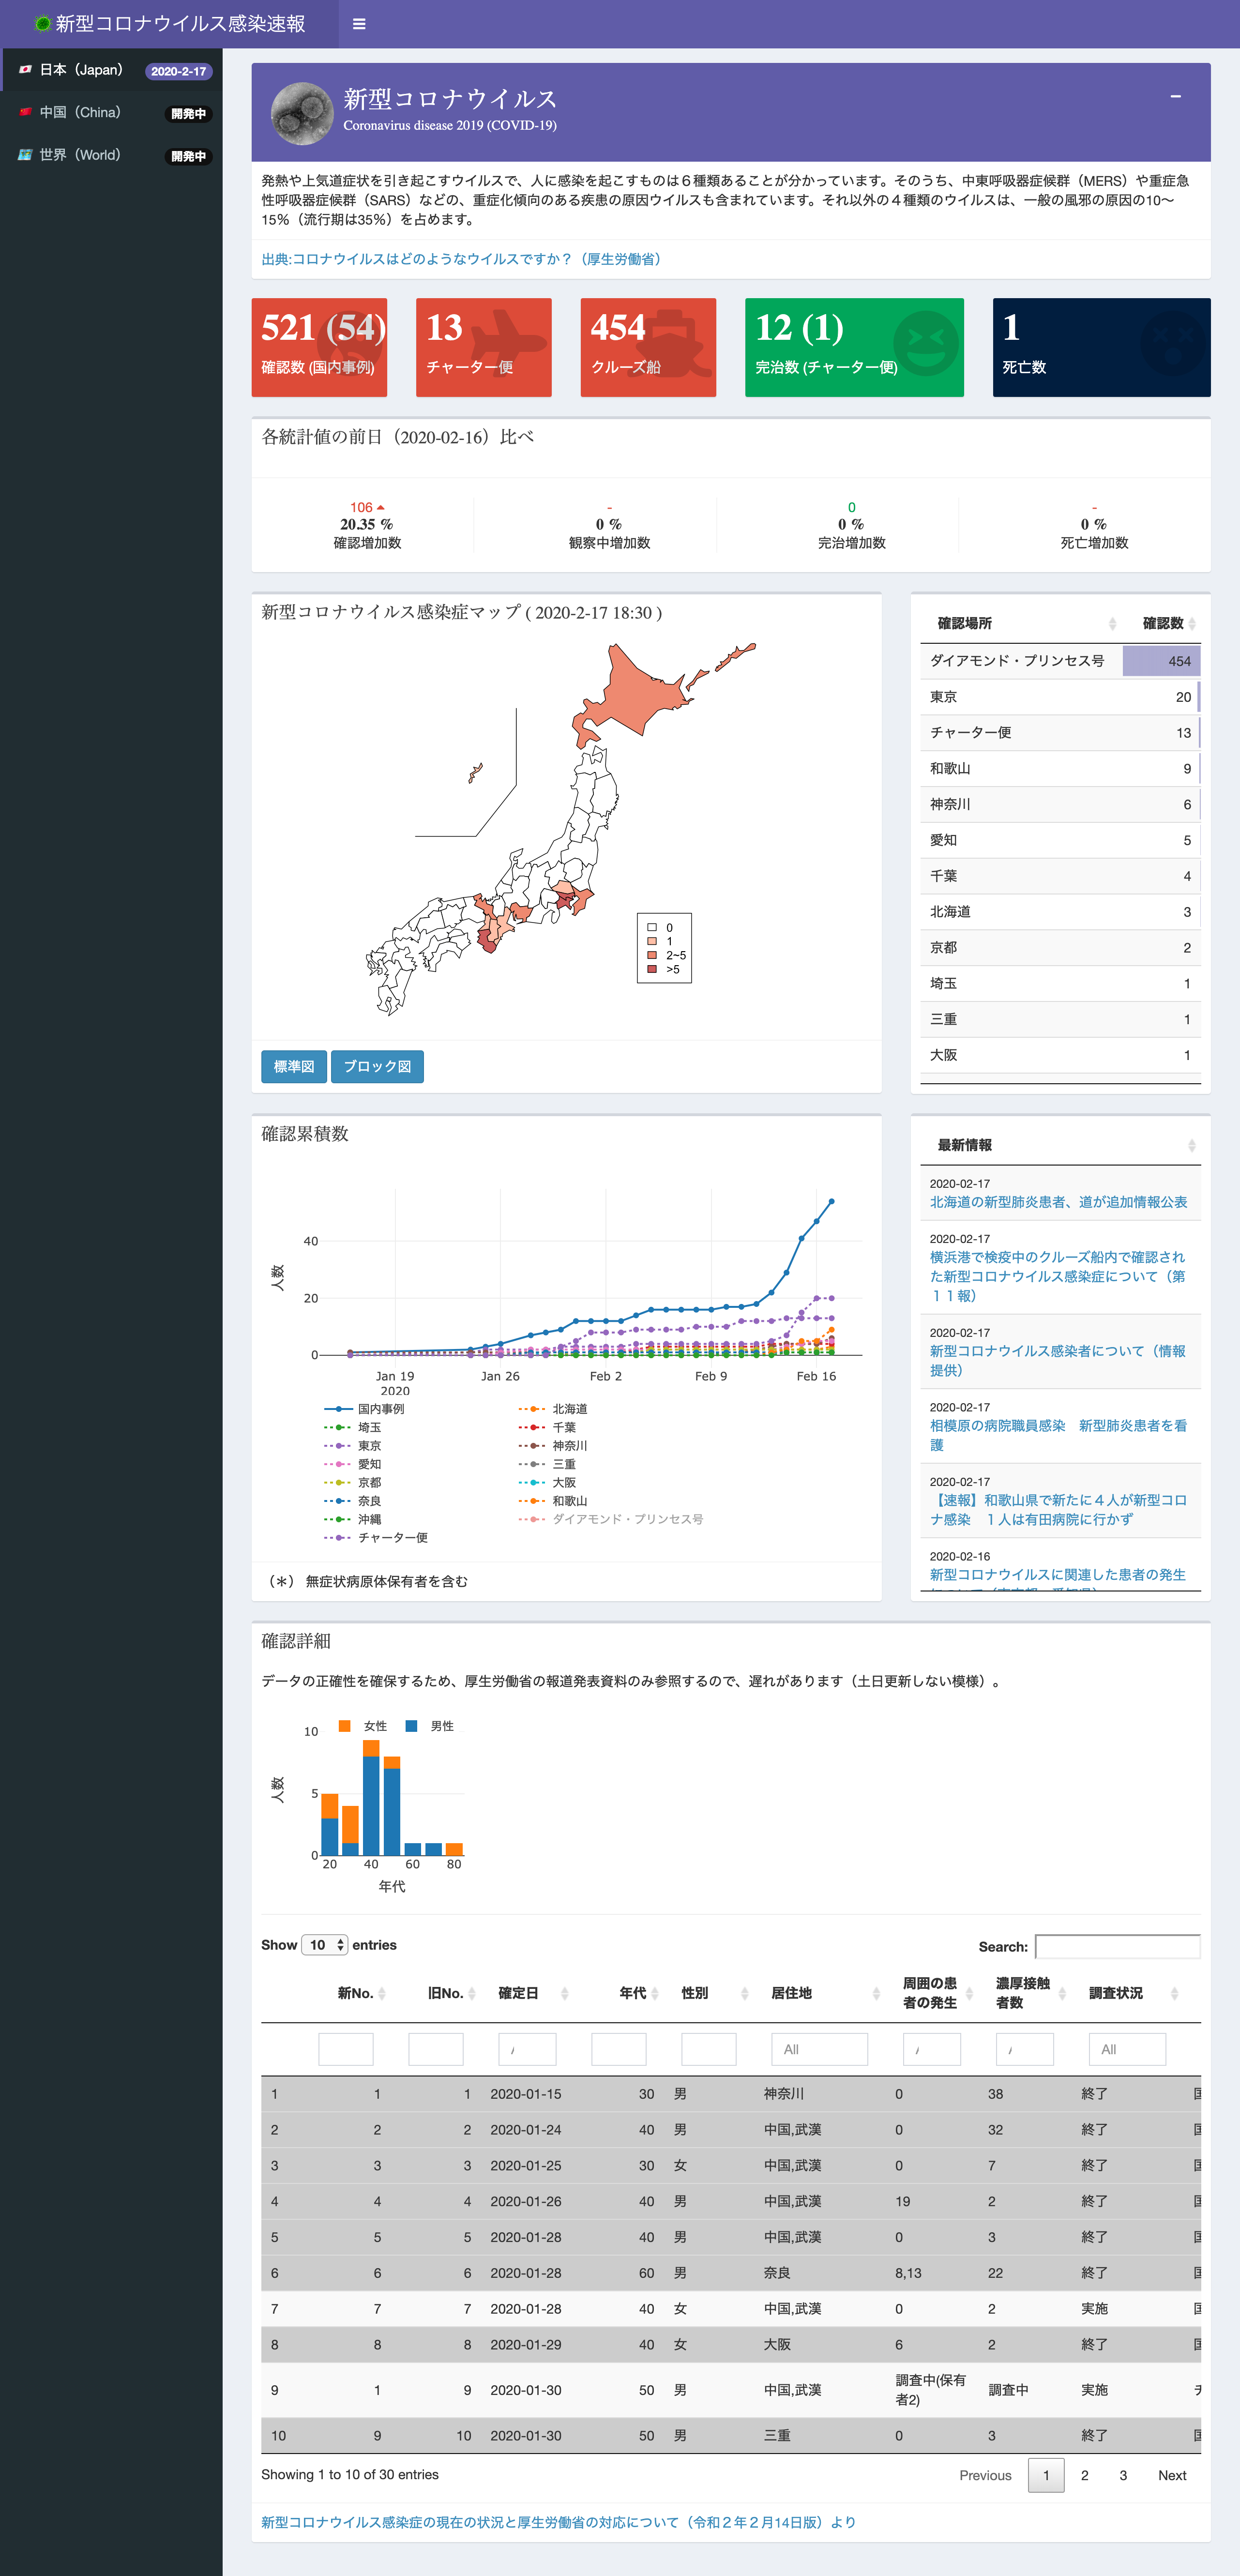 新型コロナウイルス感染速報
日本（Japan） 2020-2-17
中国（China） 開発中
世界（World） 開発中
新型コロナウイルス
Coronavirus disease 2019 (COVID-19)
発熱や上気道症状を引き起こすウイルスで、人に感染を起こすものは６種類あることが分かっています。そのうち、中東呼吸器症候群（MERS）や重症急
性呼吸器症候群（SARS）などの、重症化傾向のある疾患の原因ウイルスも含まれています。それ以外の４種類のウイルスは、一般の風邪の原因の10～
15%（流行期は35%）を占めます。
出典:コロナウイルスはどのようなウイルスですか？（厚生労働省）
521 (54)
確認数 (国内事例)
13
チャーター便
454
クルーズ船
12 (1)
完治数 (チャーター便)
1
死亡数
各統計値の前日（2020-02-16）比べ
106
20.35 %
確認増加数
-
0 %
観察中増加数
0
0 %
完治増加数
-
0 %
死亡増加数
新型コロナウイルス感染症マップ ( 2020-2-17 18:30 )
0
1
2~5
>5
標準図 ブロック図
確認場所 確認数
ダイアモンド・プリンセス号 454
東京 20
チャーター便 13
和歌山 9
神奈川 6
愛知 5
千葉 4
北海道 3
京都 2
埼玉 1
三重 1
大阪 1
確認累積数
人数
40
20
0
Jan 19 Jan 26 Feb 2 Feb 9 Feb 16
2020
国内事例 北海道
埼玉 千葉
東京 神奈川
愛知 三重
京都 大阪
奈良 和歌山
沖縄 ダイアモンド・プリンセス号
チャーター便
（＊） 無症状病原体保有者を含む
最新情報
2020-02-17
北海道の新型肺炎患者、道が追加情報公表
2020-02-17
横浜港で検疫中のクルーズ船内で確認され
た新型コロナウイルス感染症について（第
１１報）
2020-02-17
新型コロナウイルス感染者について（情報
提供）
2020-02-17
相模原の病院職員感染　新型肺炎患者を看
護
2020-02-17
【速報】和歌山県で新たに４人が新型コロ
ナ感染　１人は有田病院に行かず
2020-02-16
新型コロナウイルスに関連した患者の発生
確認詳細
データの正確性を確保するため、厚生労働省の報道発表資料のみ参照するので、遅れがあります（土日更新しない模様）。
女性 男性
人数
10
5
0
20 40 60 80
年代
Show 10 entries
Search:
新No. 旧No. 確定日 年代 性別 居住地 周囲の患 濃厚接触 調査状況
者の発生 者数
All All
1 1 1 2020-01-15 30 男 神奈川 0 38 終了
2 2 2 2020-01-24 40 男 中国,武漢 0 32 終了
3 3 3 2020-01-25 30 女 中国,武漢 0 7 終了
4 4 4 2020-01-26 40 男 中国,武漢 19 2 終了
5 5 5 2020-01-28 40 男 中国,武漢 0 3 終了
6 6 6 2020-01-28 60 男 奈良 8,13 22 終了
7 7 7 2020-01-28 40 女 中国,武漢 0 2 実施
8 8 8 2020-01-29 40 女 大阪 6 2 終了
9 1 9 2020-01-30 50 男 中国,武漢 調査中(保有 調査中 実施
者2)
10 9 10 2020-01-30 50 男 三重 0 3 終了
Showing 1 to 10 of 30 entries
Previous 1 2 3 Next
新型コロナウイルス感染症の現在の状況と厚生労働省の対応について（令和２年２月14日版）より